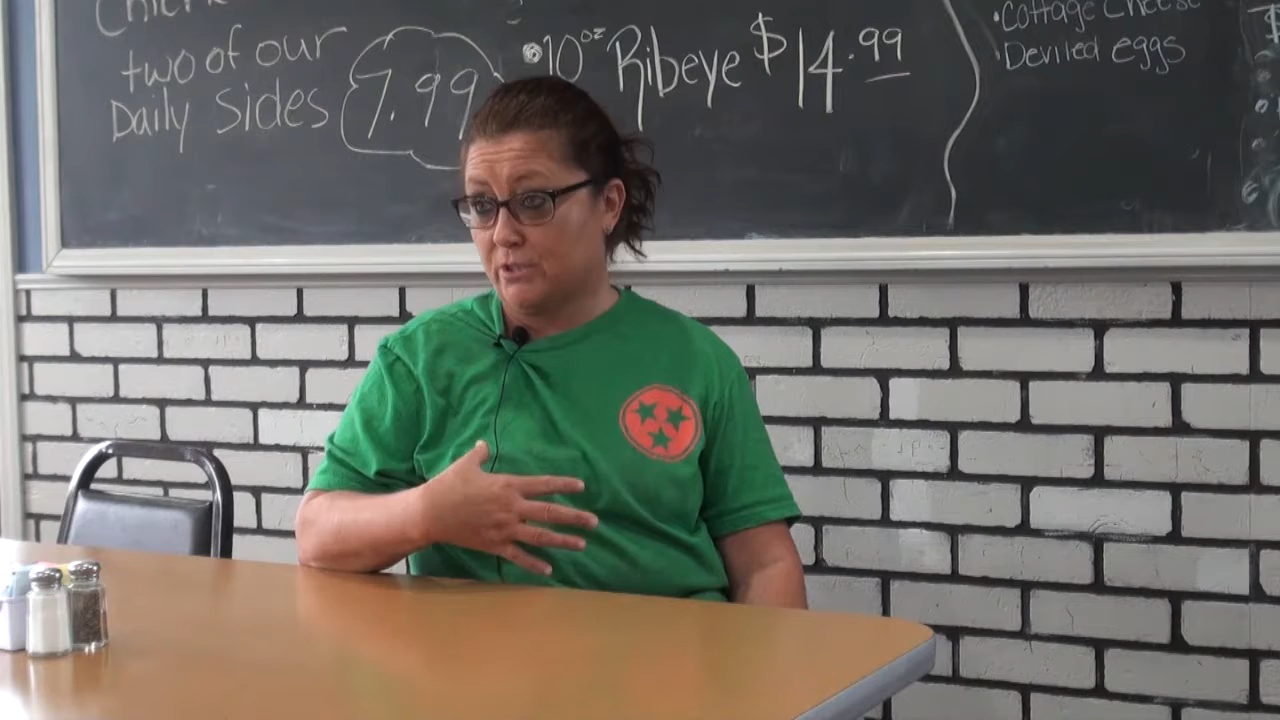 two of our
Daily Sides
7.99
10oz Ribeye $14.99
Cottage Cheese
Deviled eggs